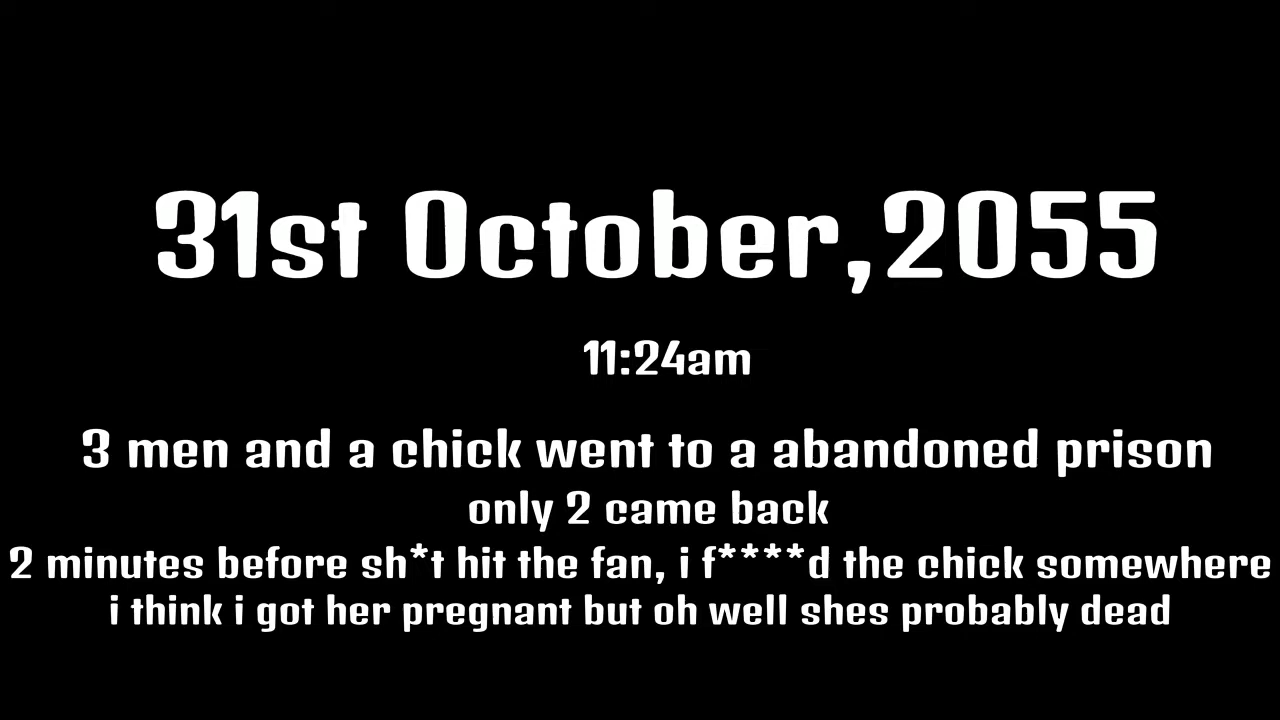 31st October,2055
11:24am
3 men and a chick went to a abandoned prison
only 2 came back
2 minutes before sh*t hit the fan, i f****d the chick somewhere
i think i got her pregnant but oh well shes probably dead